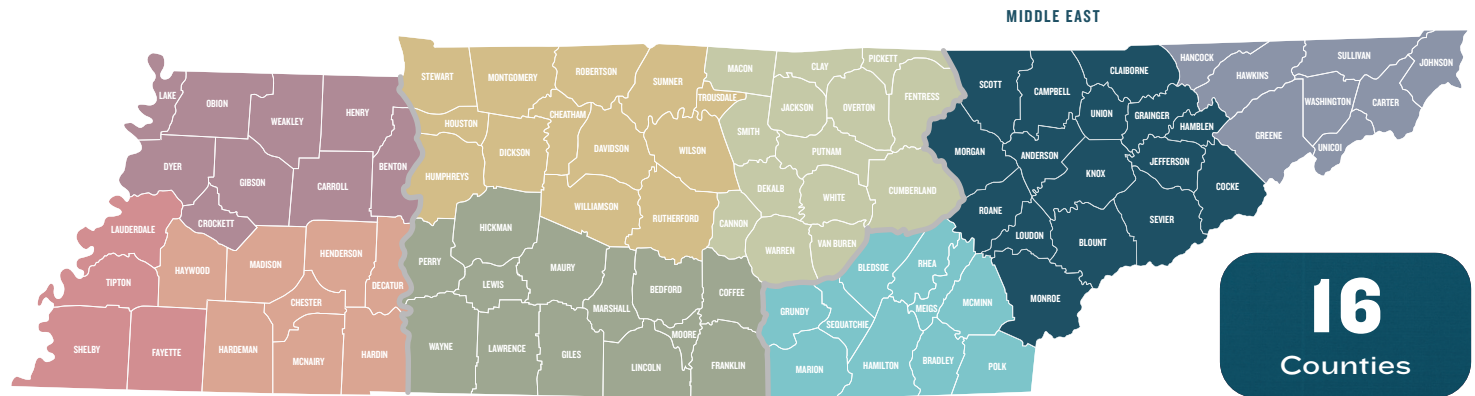 MIDDLE EAST
STEWART
MONTGOMERY
ROBERTSON
SUMNER
MACON
CLAY
PICKETT
SCOTT
CLAIBORNE
HANCOCK
HAWKINS
SULLIVAN
JOHNSON
LAKE
OBION
WEAKLEY
HENRY
HOUSTON
CHEATHAM
TROUSDALE
JACKSON
OVERTON
FENTRESS
CAMPBELL
UNION
GRAINGER
HAMBLEN
GREENE
WASHINGTON
CARTER
UNICOI
DYER
GIBSON
CARROLL
BENTON
HUMPHREYS
DICKSON
DAVIDSON
WILSON
SMITH
PUTNAM
MORGAN
ANDERSON
KNOX
JEFFERSON
COCKE
CROCKETT
WILLIAMSON
RUTHERFORD
DEKALB
WHITE
CUMBERLAND
CANNON
ROANE
LOUDON
BLOUNT
SEVIER
LAUDERDALE
HAYWOOD
MADISON
HENDERSON
DECATUR
PERRY
HICKMAN
MAURY
WARREN
VAN BUREN
BLEDSOE
RHEA
TIPTON
CHESTER
LEWIS
MARSHALL
BEDFORD
COFFEE
GRUNDY
SEQUATCHIE
MEIGS
MCMINN
MONROE
SHELBY
FAYETTE
HARDEMAN
MCNAIRY
HARDIN
WAYNE
LAWRENCE
GILES
LINCOLN
MOORE
FRANKLIN
MARION
HAMILTON
BRADLEY
POLK
16
Counties